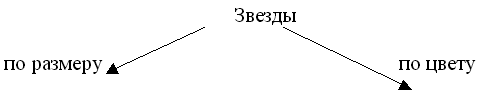 Звезды
по размеру
по цвету